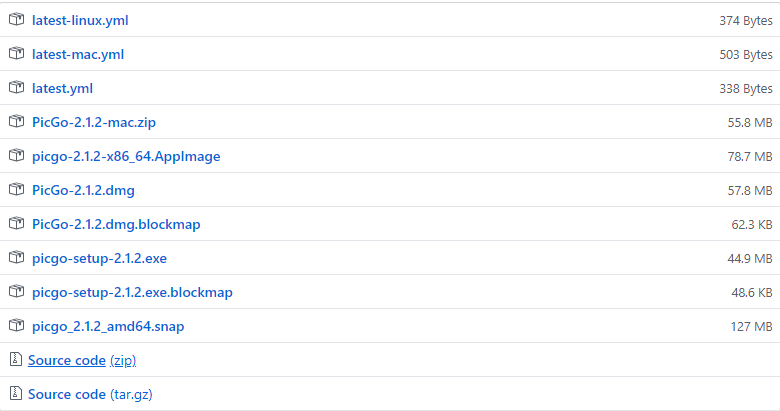 latest-linux.yml 374 Bytes
latest-mac.yml 503 Bytes
latest.yml 338 Bytes
PicGo-2.1.2-mac.zip 55.8 MB
picgo-2.1.2-x86_64.AppImage 78.7 MB
PicGo-2.1.2.dmg 57.8 MB
PicGo-2.1.2.dmg.blockmap 62.3 KB
picgo-setup-2.1.2.exe 44.9 MB
picgo-setup-2.1.2.exe.blockmap 48.6 KB
picgo_2.1.2_amd64.snap 127 MB
Source code (zip)
Source code (tar.gz)